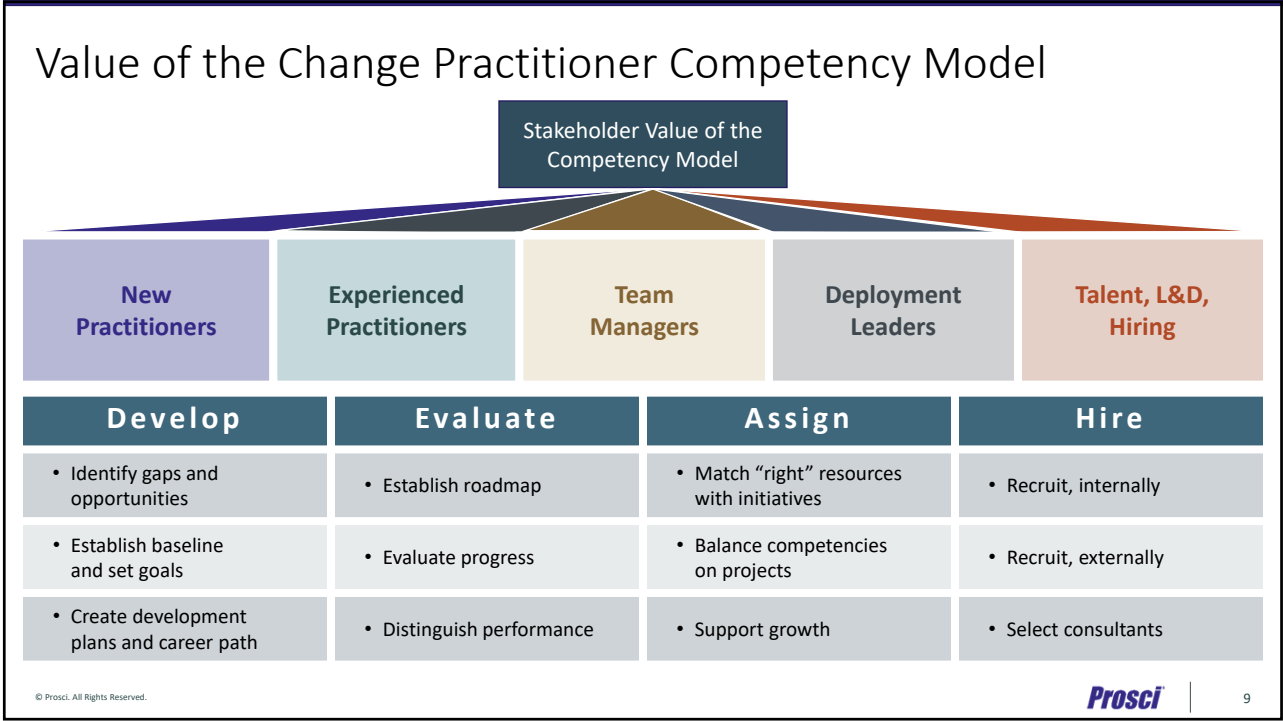 Value of the Change Practitioner Competency Model
Stakeholder Value of the
Competency Model
New
Practitioners
Experienced
Practitioners
Team
Managers
Deployment
Leaders
Talent, L&D,
Hiring
Develop
Evaluate
Assign
Hire
• Identify gaps and
opportunities
• Establish roadmap
• Match “right” resources
with initiatives
• Recruit, internally
• Establish baseline
and set goals
• Evaluate progress
• Balance competencies
on projects
• Recruit, externally
• Create development
plans and career path
• Distinguish performance
• Support growth
• Select consultants
© Prosci. All Rights Reserved.
Prosci
9